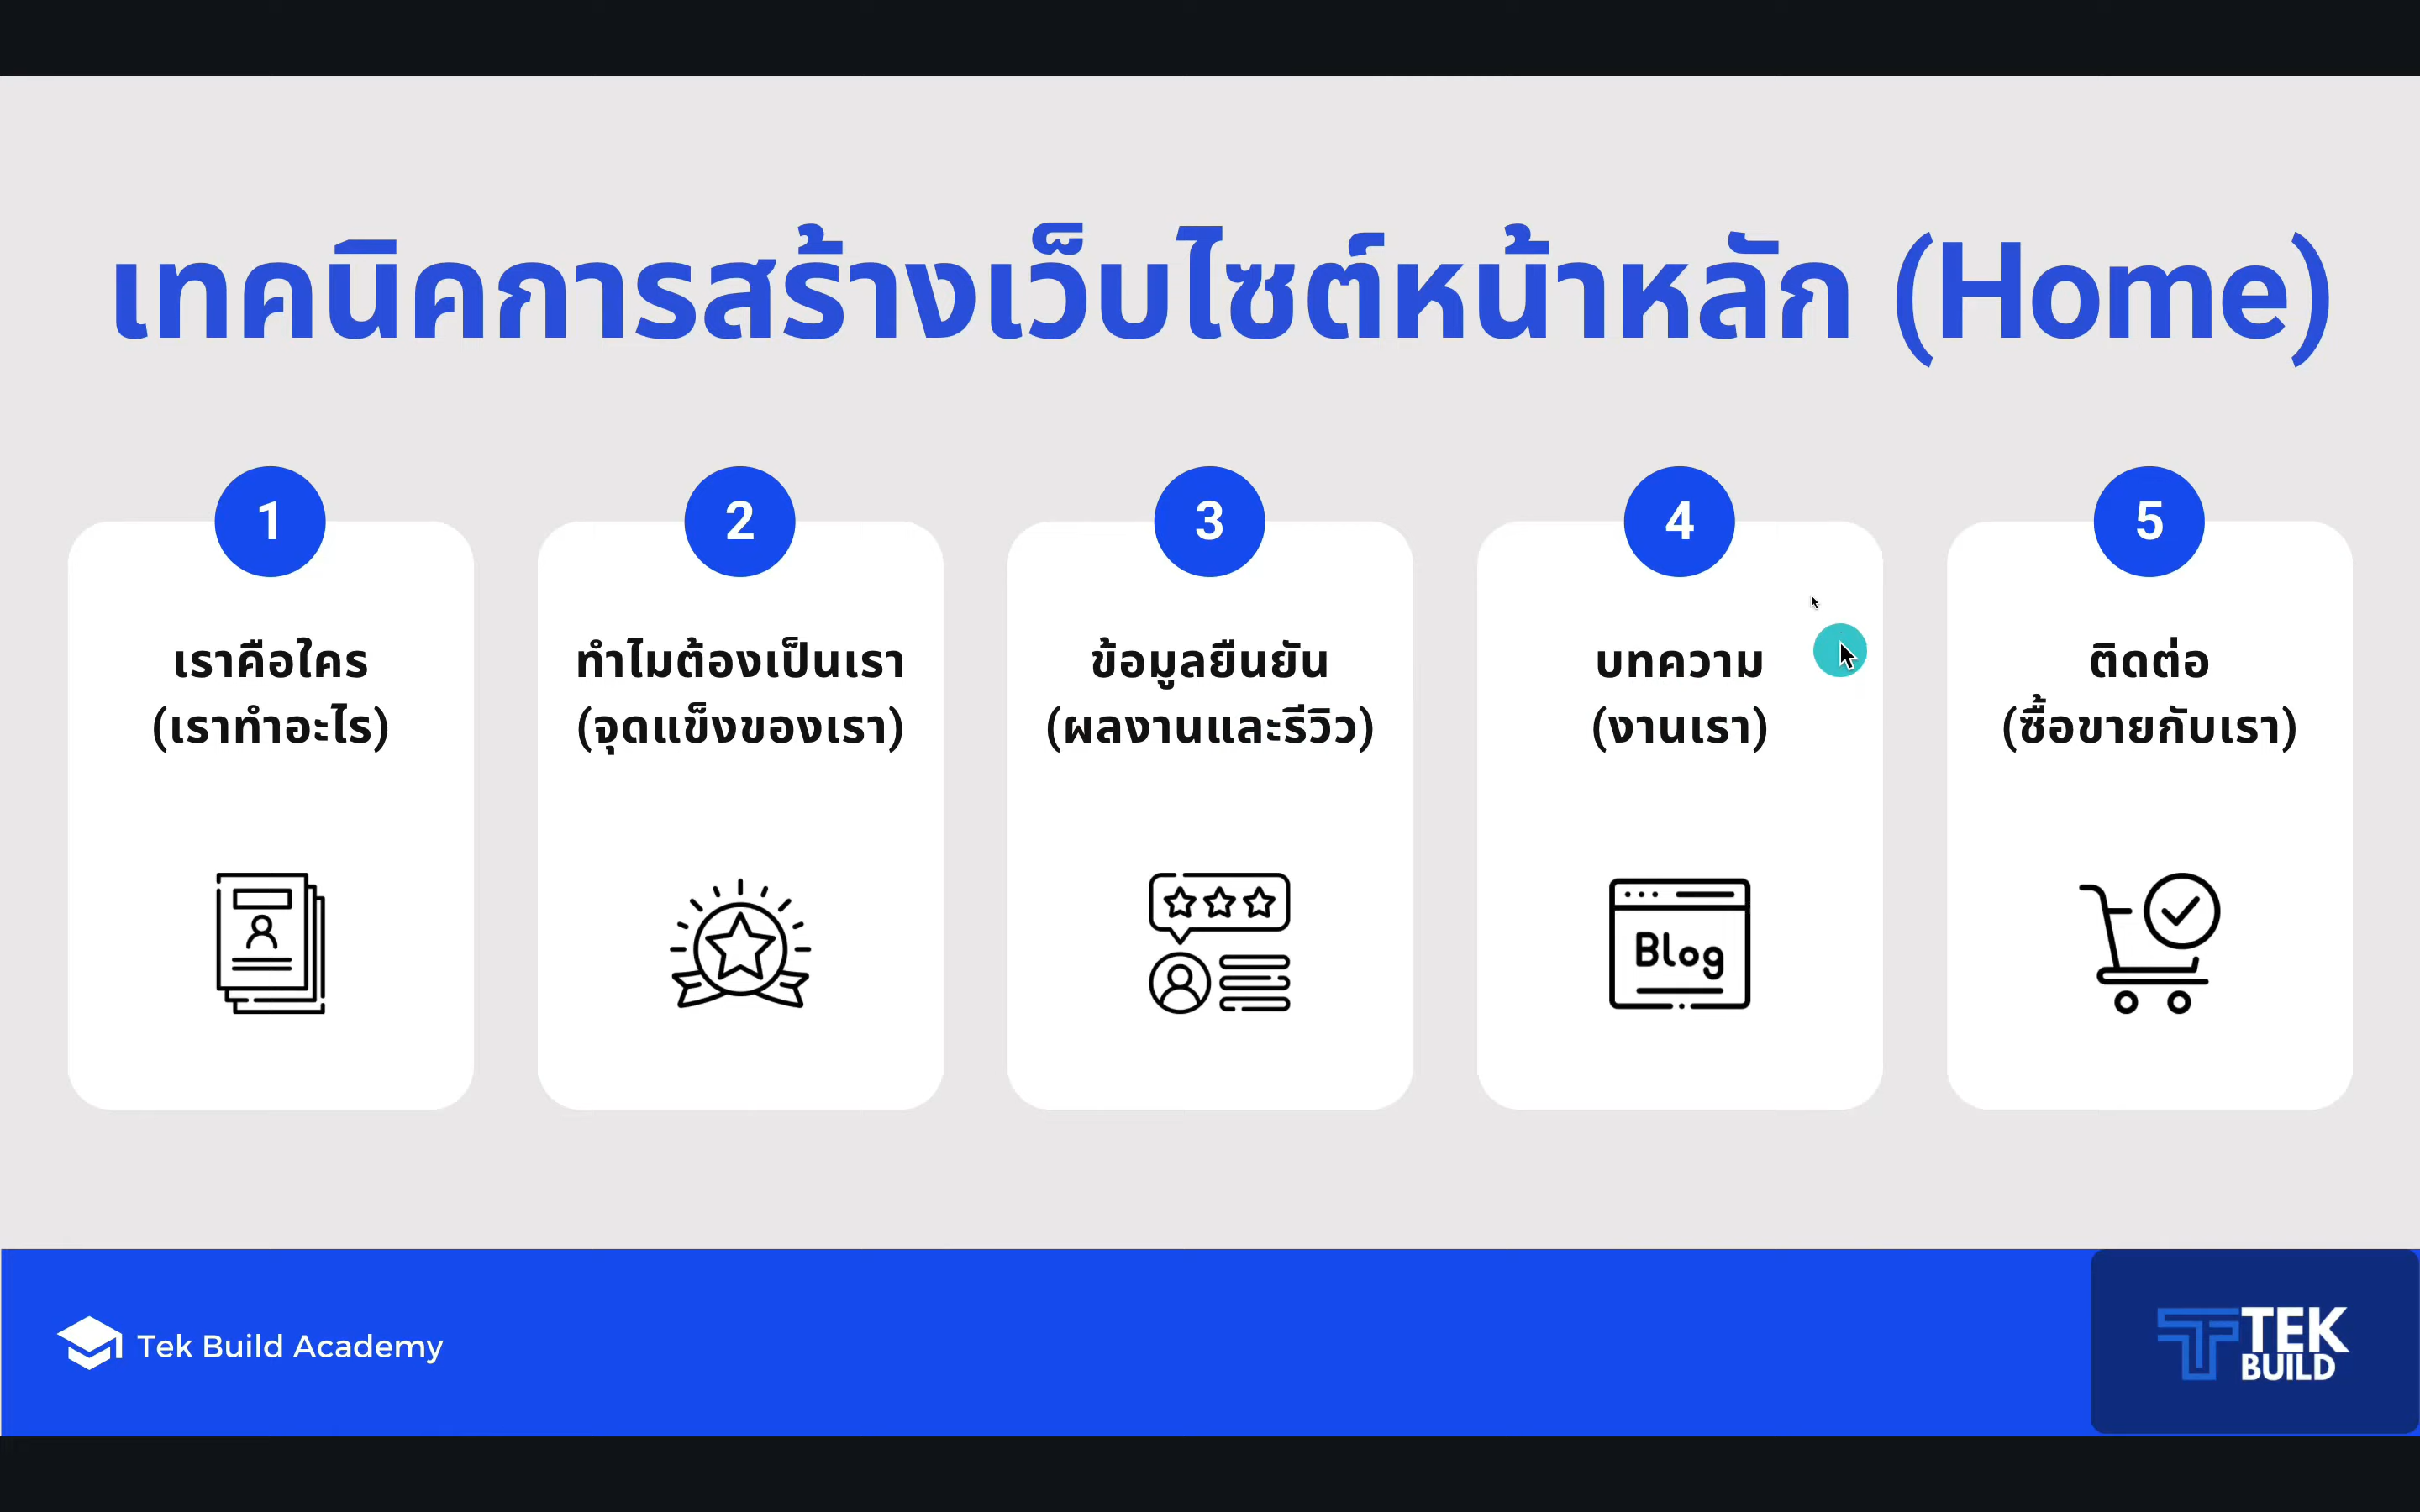 เทคนิคการสร้างเว็บไซต์หน้าหลัก (Home)
1
เราคือใคร
(เราทำอะไร)
2
ทำไมต้องเป็นเรา
(จุดแข็งของเรา)
3
ข้อมูลยืนยัน
(ผลงานและรีวิว)
4
บทความ
(งานเรา)
Blog
5
ติดต่อ
(ซื้อขายกับเรา)
Tek Build Academy
TEK
BUILD